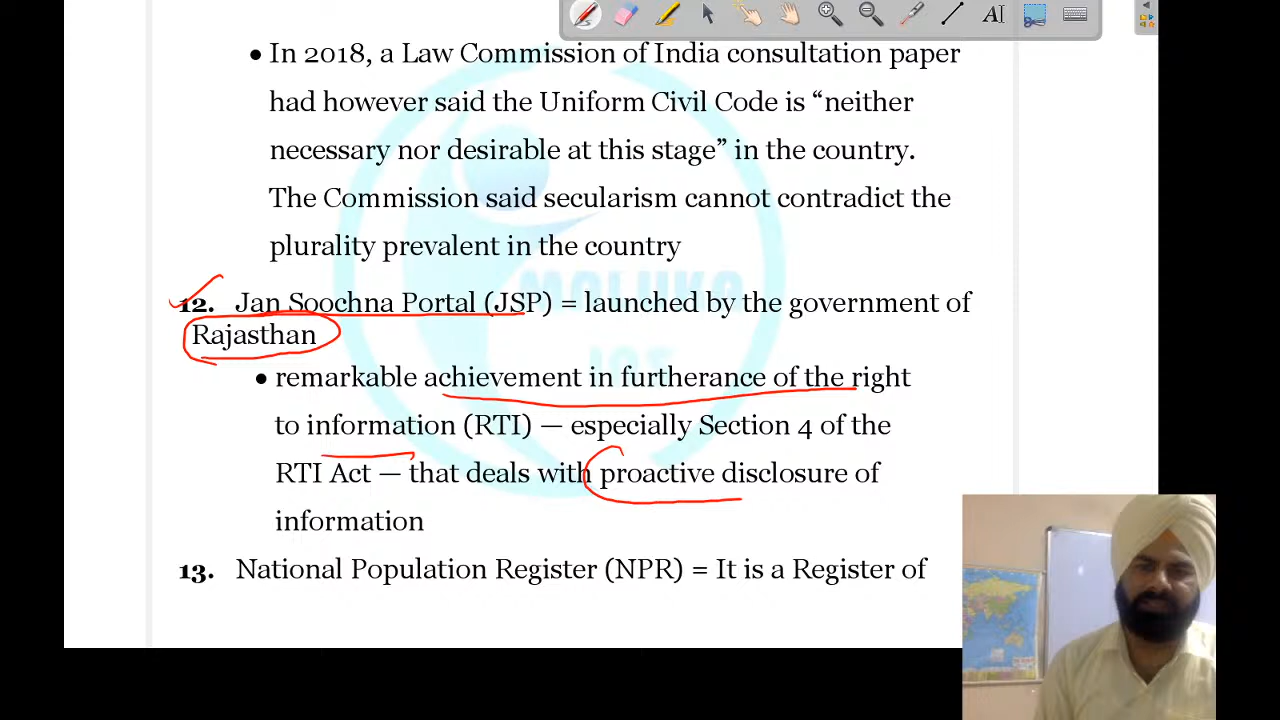 AI
• In 2018, a Law Commission of India consultation paper
had however said the Uniform Civil Code is “neither
necessary nor desirable at this stage” in the country.
The Commission said secularism cannot contradict the
plurality prevalent in the country
MALUKA
IAS
12. Jan Soochna Portal (JSP) = launched by the government of
Rajasthan
• remarkable achievement in furtherance of the right
to information (RTI) — especially Section 4 of the
RTI Act — that deals with proactive disclosure of
information
13. National Population Register (NPR) = It is a Register of